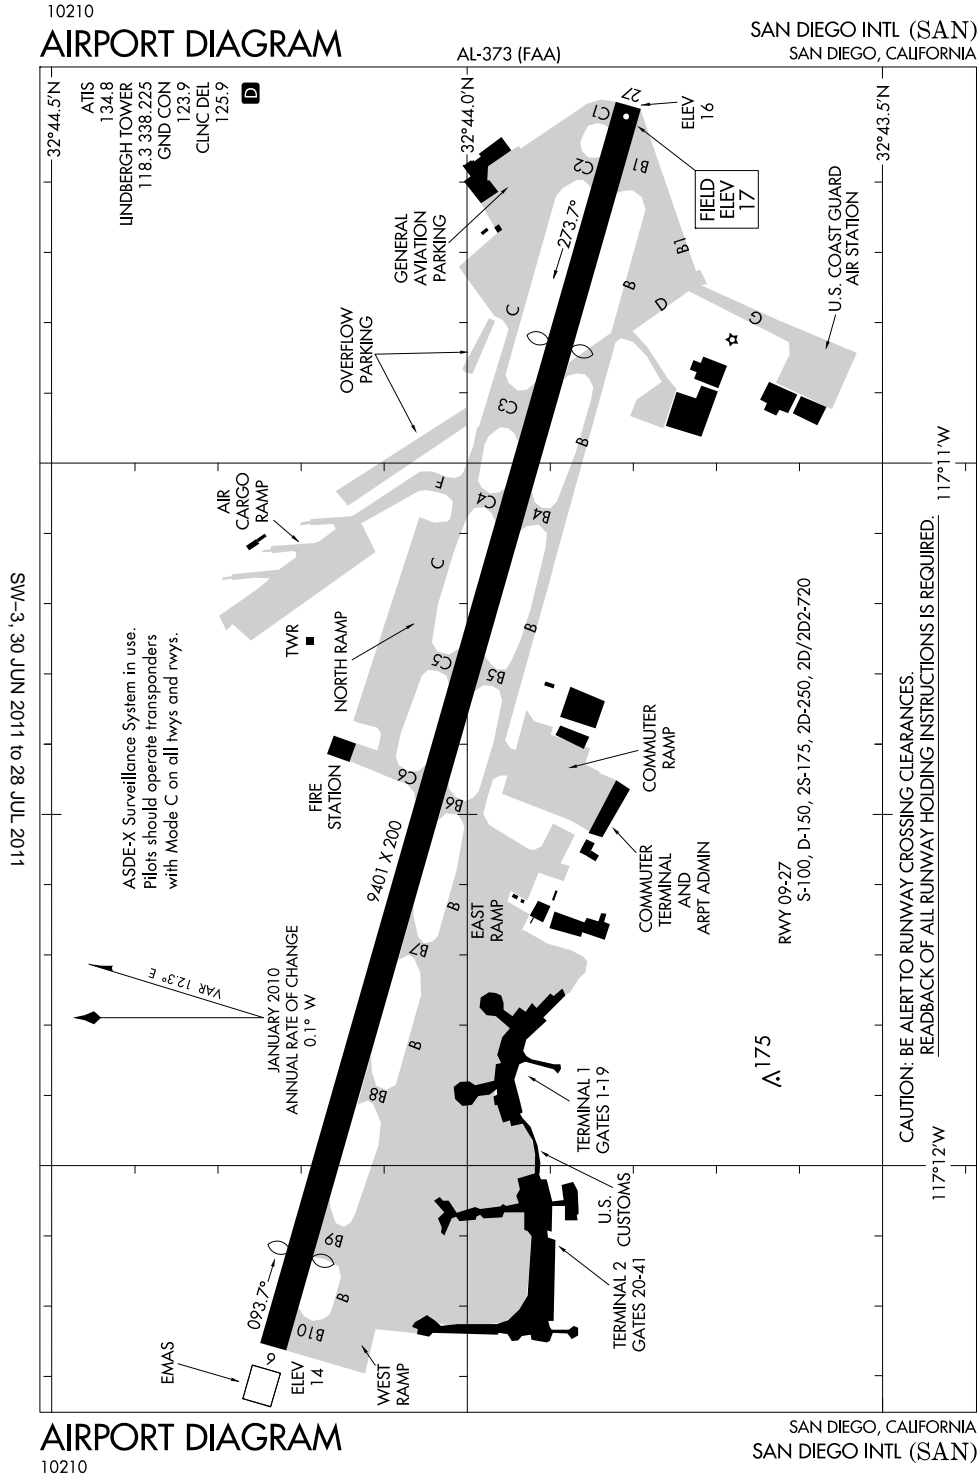 10210
AIRPORT DIAGRAM
AL-373 (FAA)
SAN DIEGO INTL (SAN)
SAN DIEGO, CALIFORNIA
32°44.5'N
32°44.0'N
32°43.5'N
ATIS
134.8
LINDBERGH TOWER
118.3 338.225
GND CON
123.9
CLNC DEL
125.9
D
27
ELEV
16
C1
B1
C2
FIELD
ELEV
17
273.7°
GENERAL
AVIATION
PARKING
B1
U.S. COAST GUARD
AIR STATION
B
D
G
C
OVERFLOW
PARKING
C3
B
117°11'W
AIR
CARGO
RAMP
F
C4
B4
C
B
TWR
NORTH RAMP
C5
B5
ASDE-X Surveillance System in use.
Pilots should operate transponders
with Mode C on all twys and rwys.
FIRE
STATION
C6
B6
COMMUTER
RAMP
9401 X 200
COMMUTER
TERMINAL
AND
ARPT ADMIN
B
EAST
RAMP
B7
RWY 09-27
S-100, D-150, 2S-175, 2D-250, 2D/2D2-720
CAUTION: BE ALERT TO RUNWAY CROSSING CLEARANCES.
READBACK OF ALL RUNWAY HOLDING INSTRUCTIONS IS REQUIRED.
VAR 12.3° E
JANUARY 2010
ANNUAL RATE OF CHANGE
0.1° W
B
B8
175
TERMINAL 1
GATES 1-19
117°12'W
U.S.
CUSTOMS
B9
TERMINAL 2
GATES 20-41
093.7°
B
B10
EMAS
9
ELEV
14
WEST
RAMP
SW-3, 30 JUN 2011 to 28 JUL 2011
AIRPORT DIAGRAM
10210
SAN DIEGO, CALIFORNIA
SAN DIEGO INTL (SAN)